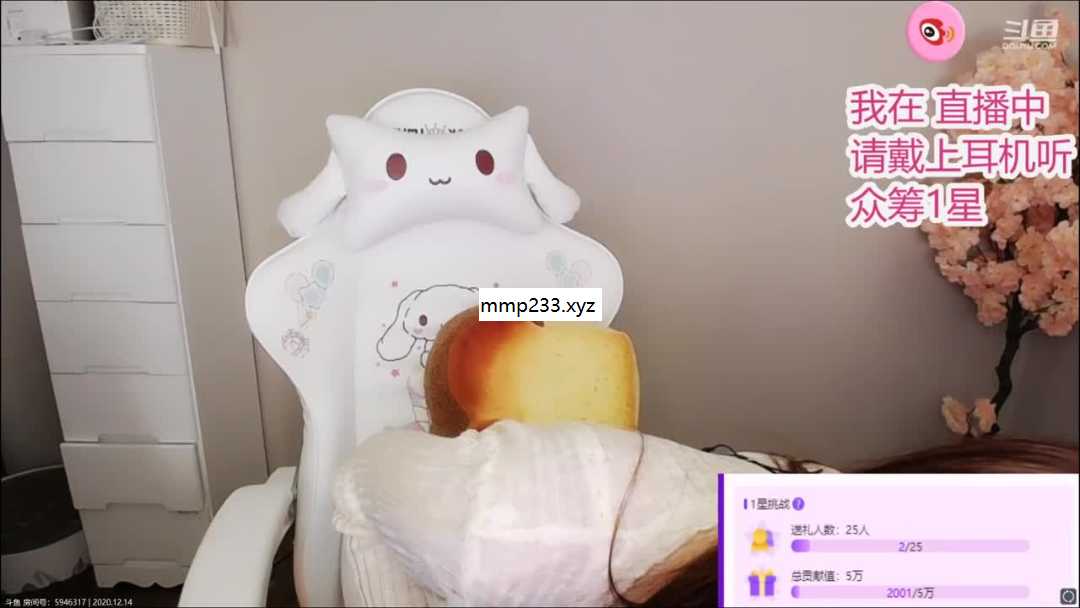 斗鱼
DOUYU.COM
我在 直播中
请戴上耳机听
众筹1星
mmp233.xyz
1星挑战?
送礼人数：25人
2/25
总贡献值：5万
2001/5万
斗鱼 房间号：5946317 | 2020.12.14